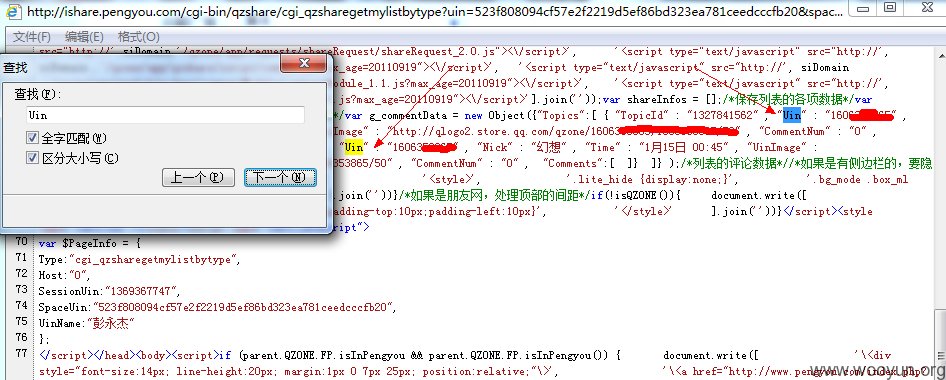 http://ishare.pengyou.com/cgi-bin/qzshare/cgi_qzsharegetmylistbytype?uin=523f808094cf57e2f2219d5ef86bd323ea781ceedcccfb20&spac...
文件(F) 编辑(E) 格式(O)
src="http://', siDomain, '/qzone/app/requests/shareRequest_2.0.js"><\/script>', '<script type="text/javascript" src="http://',
siDomain
max_age=20110919"><\/script>', '<script type="text/javascript" src="http://', siDomain
module_1.1.js?max_age=20110919"><\/script>', '<script type="text/javascript" src="http://',
js?max_age=20110919"><\/script>'].join(''));var shareInfos = [];/*保存列表的各项数据*/var
*/var g_commentData = new Object({"Topics":[ { "TopicId" : "1327841562" , "Uin" : "1606
inImage" : "http://qlogo2.store.qq.com/qzone/1606 , "CommentNum" : "0" ,
"Uin" : "1606 " , "Nick" : "幻想" , "Time" : "1月15日 00:45" , "UinImage" :
353865/50" , "CommentNum" : "0" , "Comments":[ ]} ]} );/*列表的评论数据*//*如果是有侧边栏的，要隐
'<style>', '.lite_hide {display:none;}', '.bg_mode .box_ml
.join(''))}/*如果是朋友网，处理顶部的间距*/if(!isQZONE()){ document.write([
padding-top:10px;padding-left:10px}', '</style>' ].join(''))}</script><style
script">
查找
查找(F):
Uin
全字匹配(W)
区分大小写(C)
上一个(P) 下一个(N)
70 var $PageInfo = {
71 Type:"cgi_qzsharegetmylistbytype",
72 Host:"0",
73 SessionUin:"1369367747",
74 SpaceUin:"523f808094cf57e2f2219d5ef86bd323ea781ceedcccfb20",
75 UinName:"彭永杰"
76 };
77 </script></head><body><script>if (parent.QZONE.FP.isInPengyou && parent.QZONE.FP.isInPengyou()) { document.write([ '\<div
style="font-size:14px; line-height:20px; margin:1px 0 7px 25px; position:relative;"\>', '\<a href="http://www.pengyou.com/index.php?
www.wooyun.org